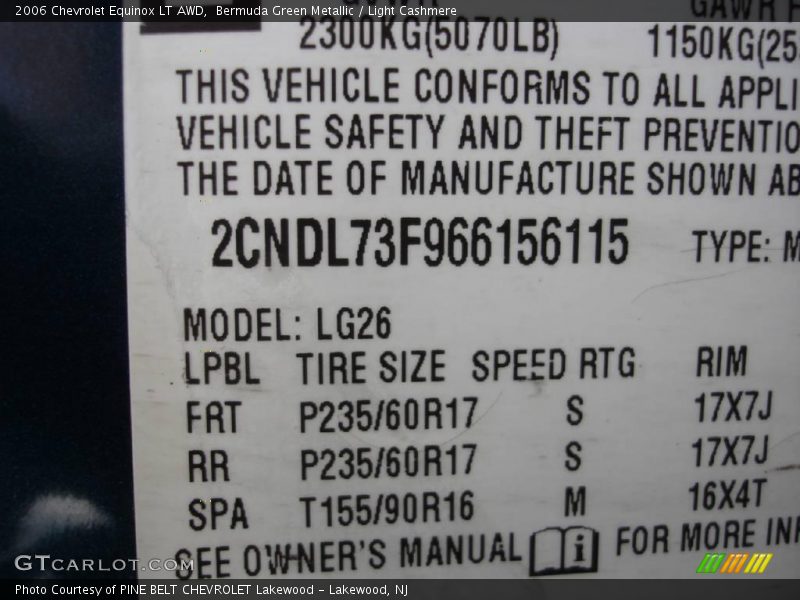 2006 Chevrolet Equinox LT AWD, Bermuda Green Metallic / Light Cashmere
GAWR
2300KG(5070LB) 1150KG(25
THIS VEHICLE CONFORMS TO ALL APPLI
VEHICLE SAFETY AND THEFT PREVENTIO
THE DATE OF MANUFACTURE SHOWN AB
2CNDL73F966156115 TYPE: M
MODEL: LG26
LPBL TIRE SIZE SPEED RTG RIM
FRT P235/60R17 S 17X7J
RR P235/60R17 S 17X7J
SPA T155/90R16 M 16X4T
SEE OWNER'S MANUAL i FOR MORE INF
GTCARLOT.COM
Photo Courtesy of PINE BELT CHEVROLET Lakewood - Lakewood, NJ